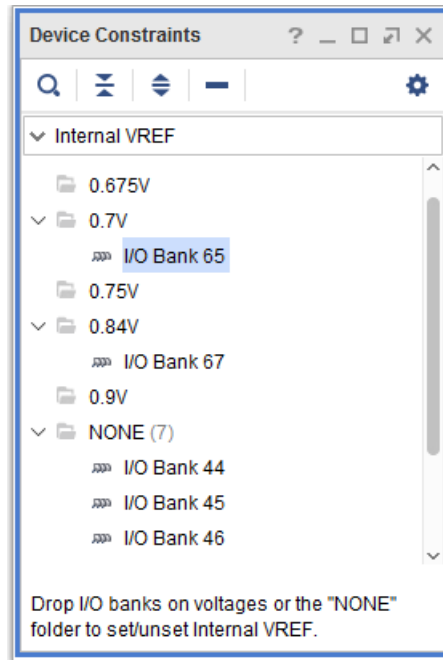 Device Constraints
Internal VREF
0.675V
0.7V
I/O Bank 65
0.75V
0.84V
I/O Bank 67
0.9V
NONE (7)
I/O Bank 44
I/O Bank 45
I/O Bank 46
Drop I/O banks on voltages or the "NONE"
folder to set/unset Internal VREF.